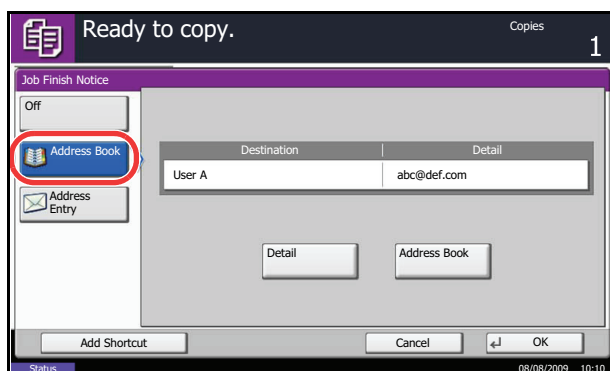 Ready to copy.
Copies
1
Job Finish Notice
Off
Address Book
Address
Entry
Destination
Detail
User A
abc@def.com
Detail
Address Book
Add Shortcut
Cancel
OK
Status
08/08/2009 10:10